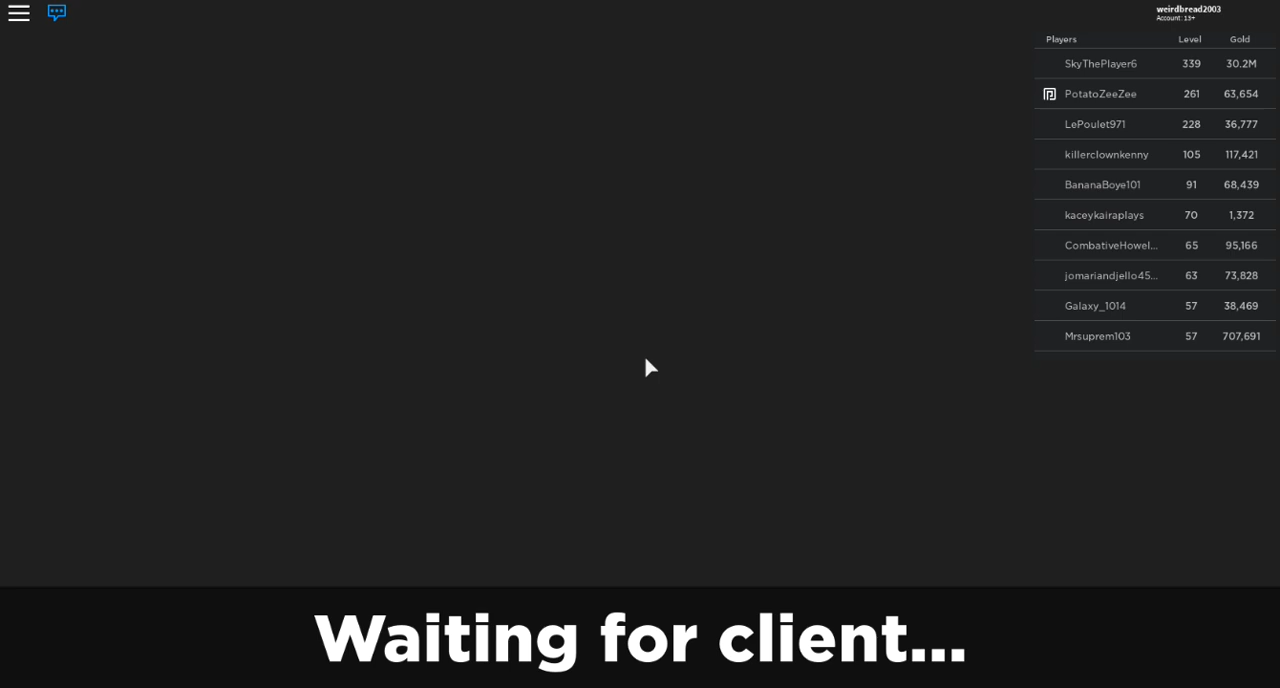 weirdbread2003
Account: 13+
Players Level Gold
SkyThePlayer6 339 30.2M
PotatoZeeZee 261 63,654
LePoulet971 228 36,777
killerclownkenny 105 117,421
BananaBoye101 91 68,439
kaceykairaplays 70 1,372
CombativeHowel... 65 95,166
jomariandjello45... 63 73,828
Galaxy_1014 57 38,469
Mrsuprem103 57 707,691
Waiting for client...